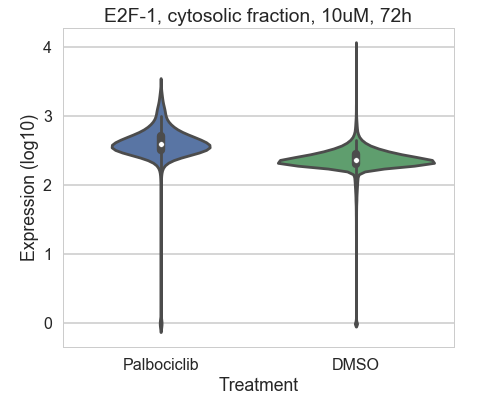 E2F-1, cytosolic fraction, 10uM, 72h
Expression (log10)
4
3
2
1
0
Palbociclib DMSO
Treatment